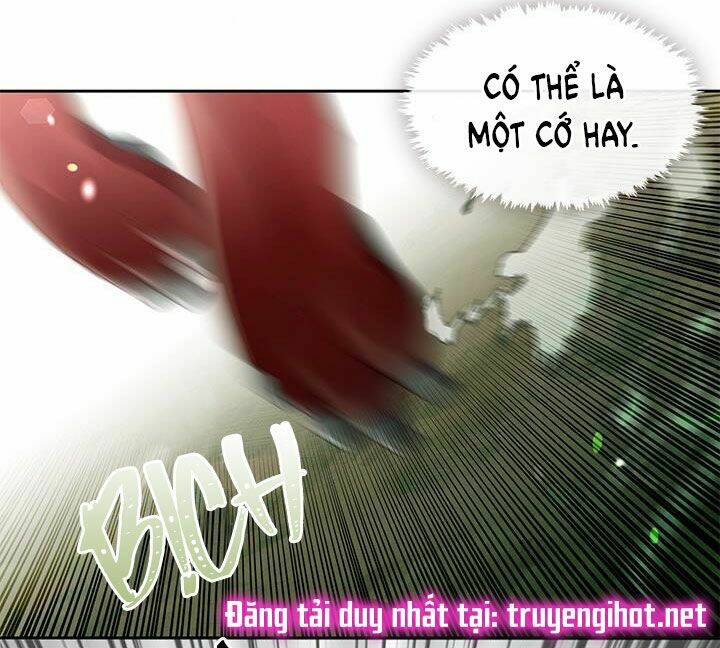 CÓ THỂ LÀ
MỘT CỚ HAY.
BỊCH
Đăng tải duy nhất tại: truyengihot.net